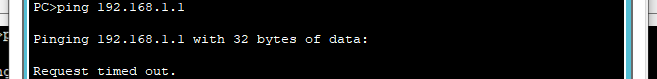 PC>ping 192.168.1.1
Pinging 192.168.1.1 with 32 bytes of data:
Request timed out.